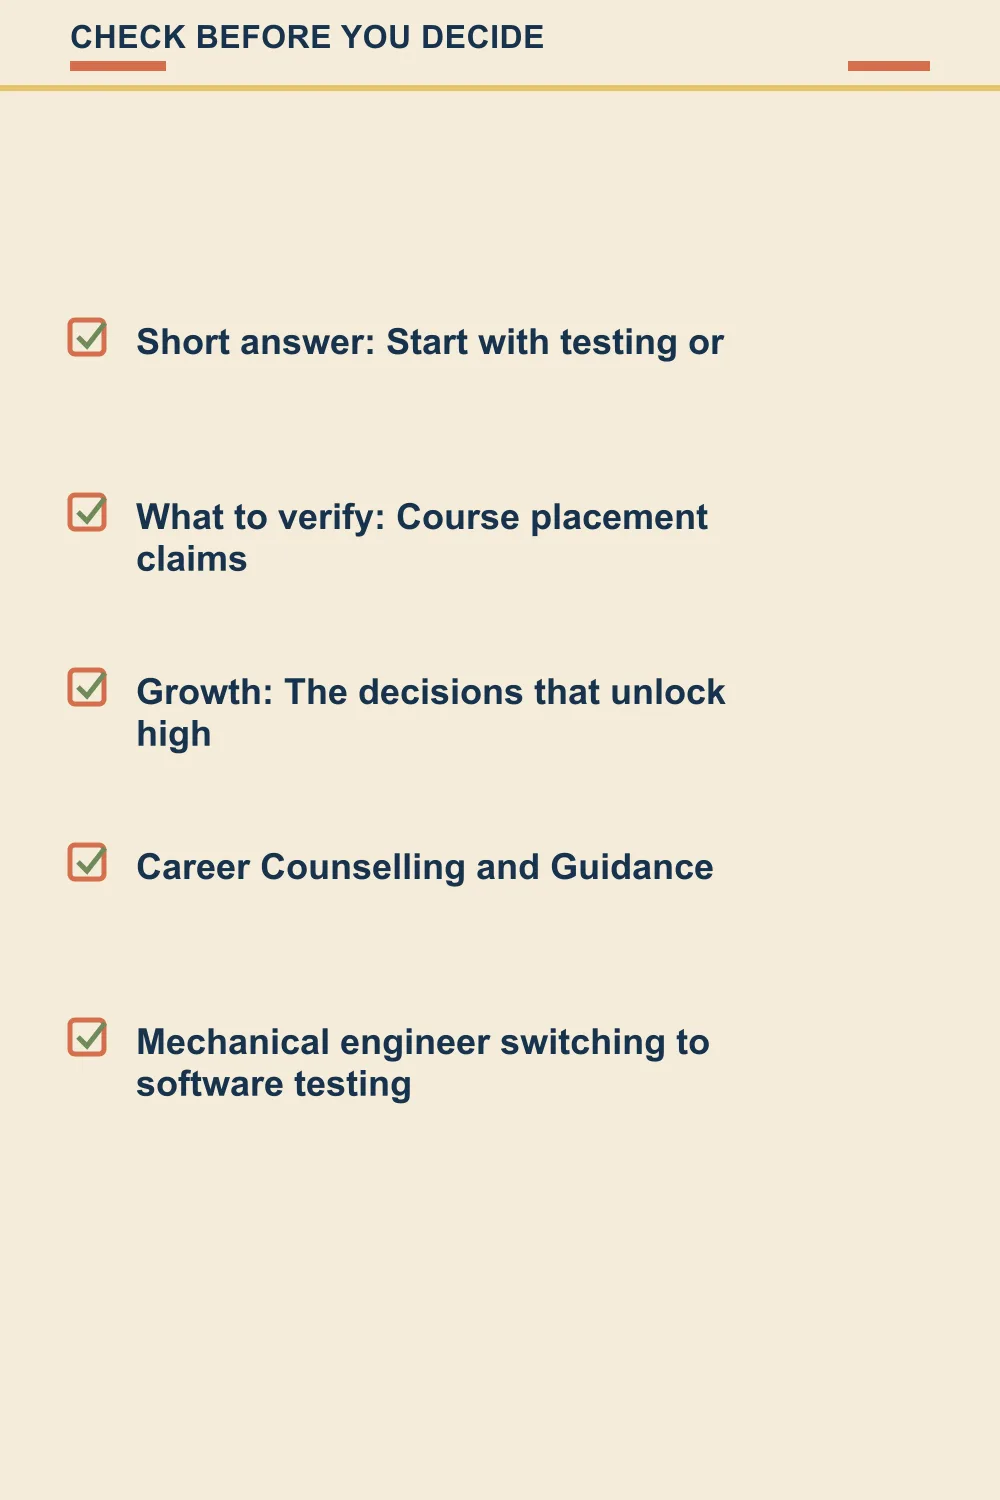 CHECK BEFORE YOU DECIDE
Short answer: Start with testing or
What to verify: Course placement
claims
Growth: The decisions that unlock
high
Career Counselling and Guidance
Mechanical engineer switching to
software testing